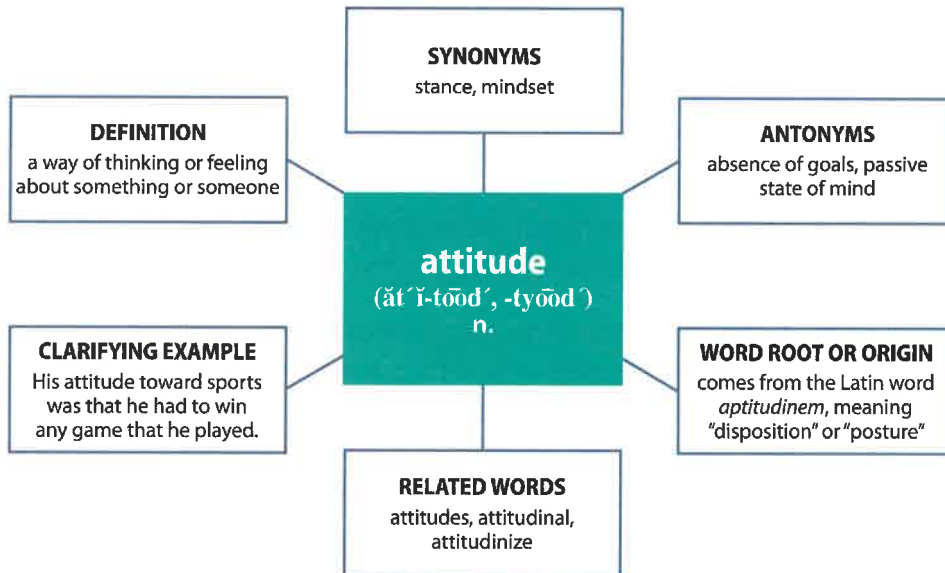 SYNONYMS
stance, mindset
DEFINITION
a way of thinking or feeling
about something or someone
ANTONYMS
absence of goals, passive
state of mind
attitude
(ăt´ĭ-to͞od´, -tyo͞od´)
n.
CLARIFYING EXAMPLE
His attitude toward sports
was that he had to win
any game that he played.
WORD ROOT OR ORIGIN
comes from the Latin word
aptitudinem, meaning
"disposition" or "posture"
RELATED WORDS
attitudes, attitudinal,
attitudinize